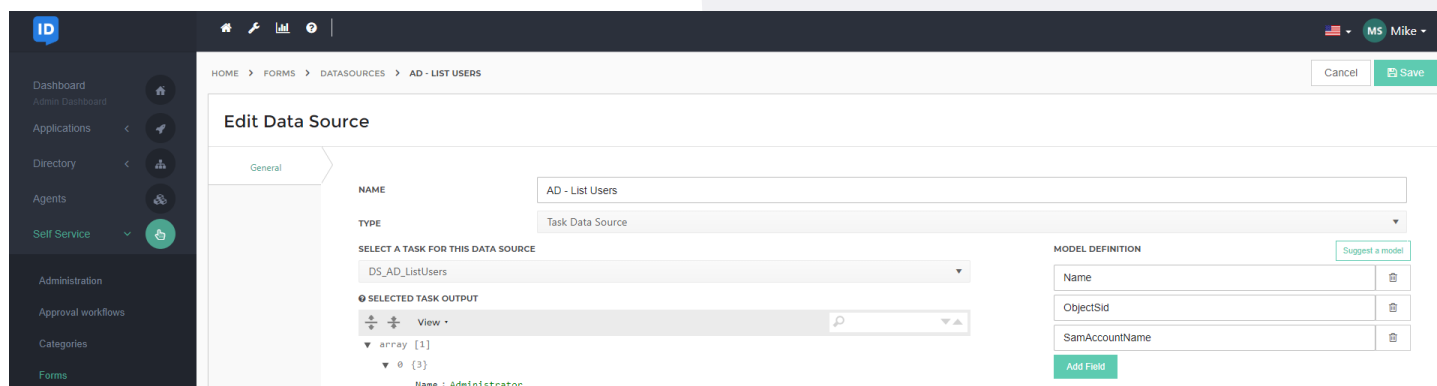 ID
MS Mike
HOME > FORMS > DATASOURCES > AD - LIST USERS
Cancel
Save
Dashboard
Admin Dashboard
Applications
Directory
Agents
Self Service
Administration
Approval workflows
Categories
Forms
Edit Data Source
General
NAME
AD - List Users
TYPE
Task Data Source
SELECT A TASK FOR THIS DATA SOURCE
DS_AD_ListUsers
SELECTED TASK OUTPUT
View
array [1]
0 {3}
Name : Administrator
MODEL DEFINITION
Suggest a model
Name
ObjectSid
SamAccountName
Add Field